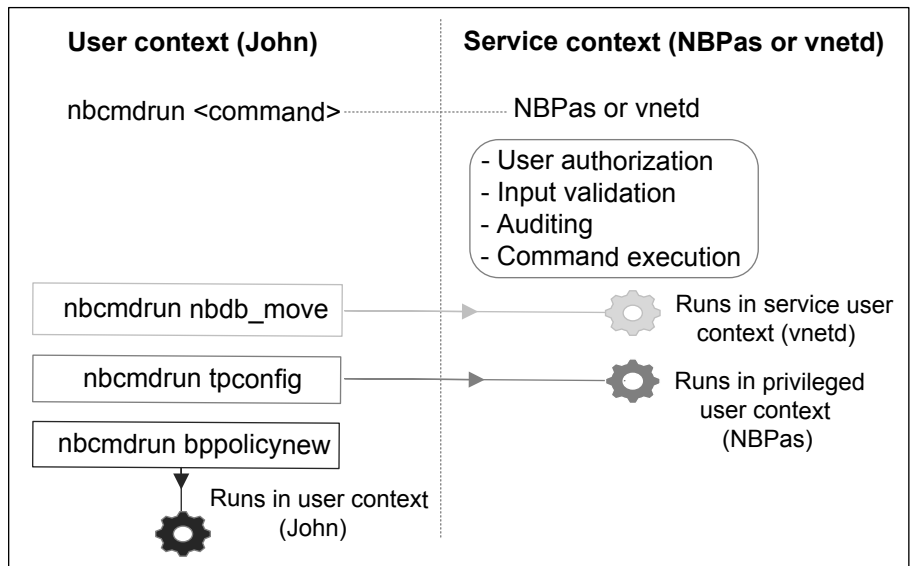 User context (John)
Service context (NBPas or vnetd)
nbcmdrun <command>
NBPas or vnetd
- User authorization
- Input validation
- Auditing
- Command execution
nbcmdrun nbdb_move
Runs in service user
context (vnetd)
nbcmdrun tpconfig
Runs in privileged
user context
(NBPas)
nbcmdrun bppolicynew
Runs in user context
(John)